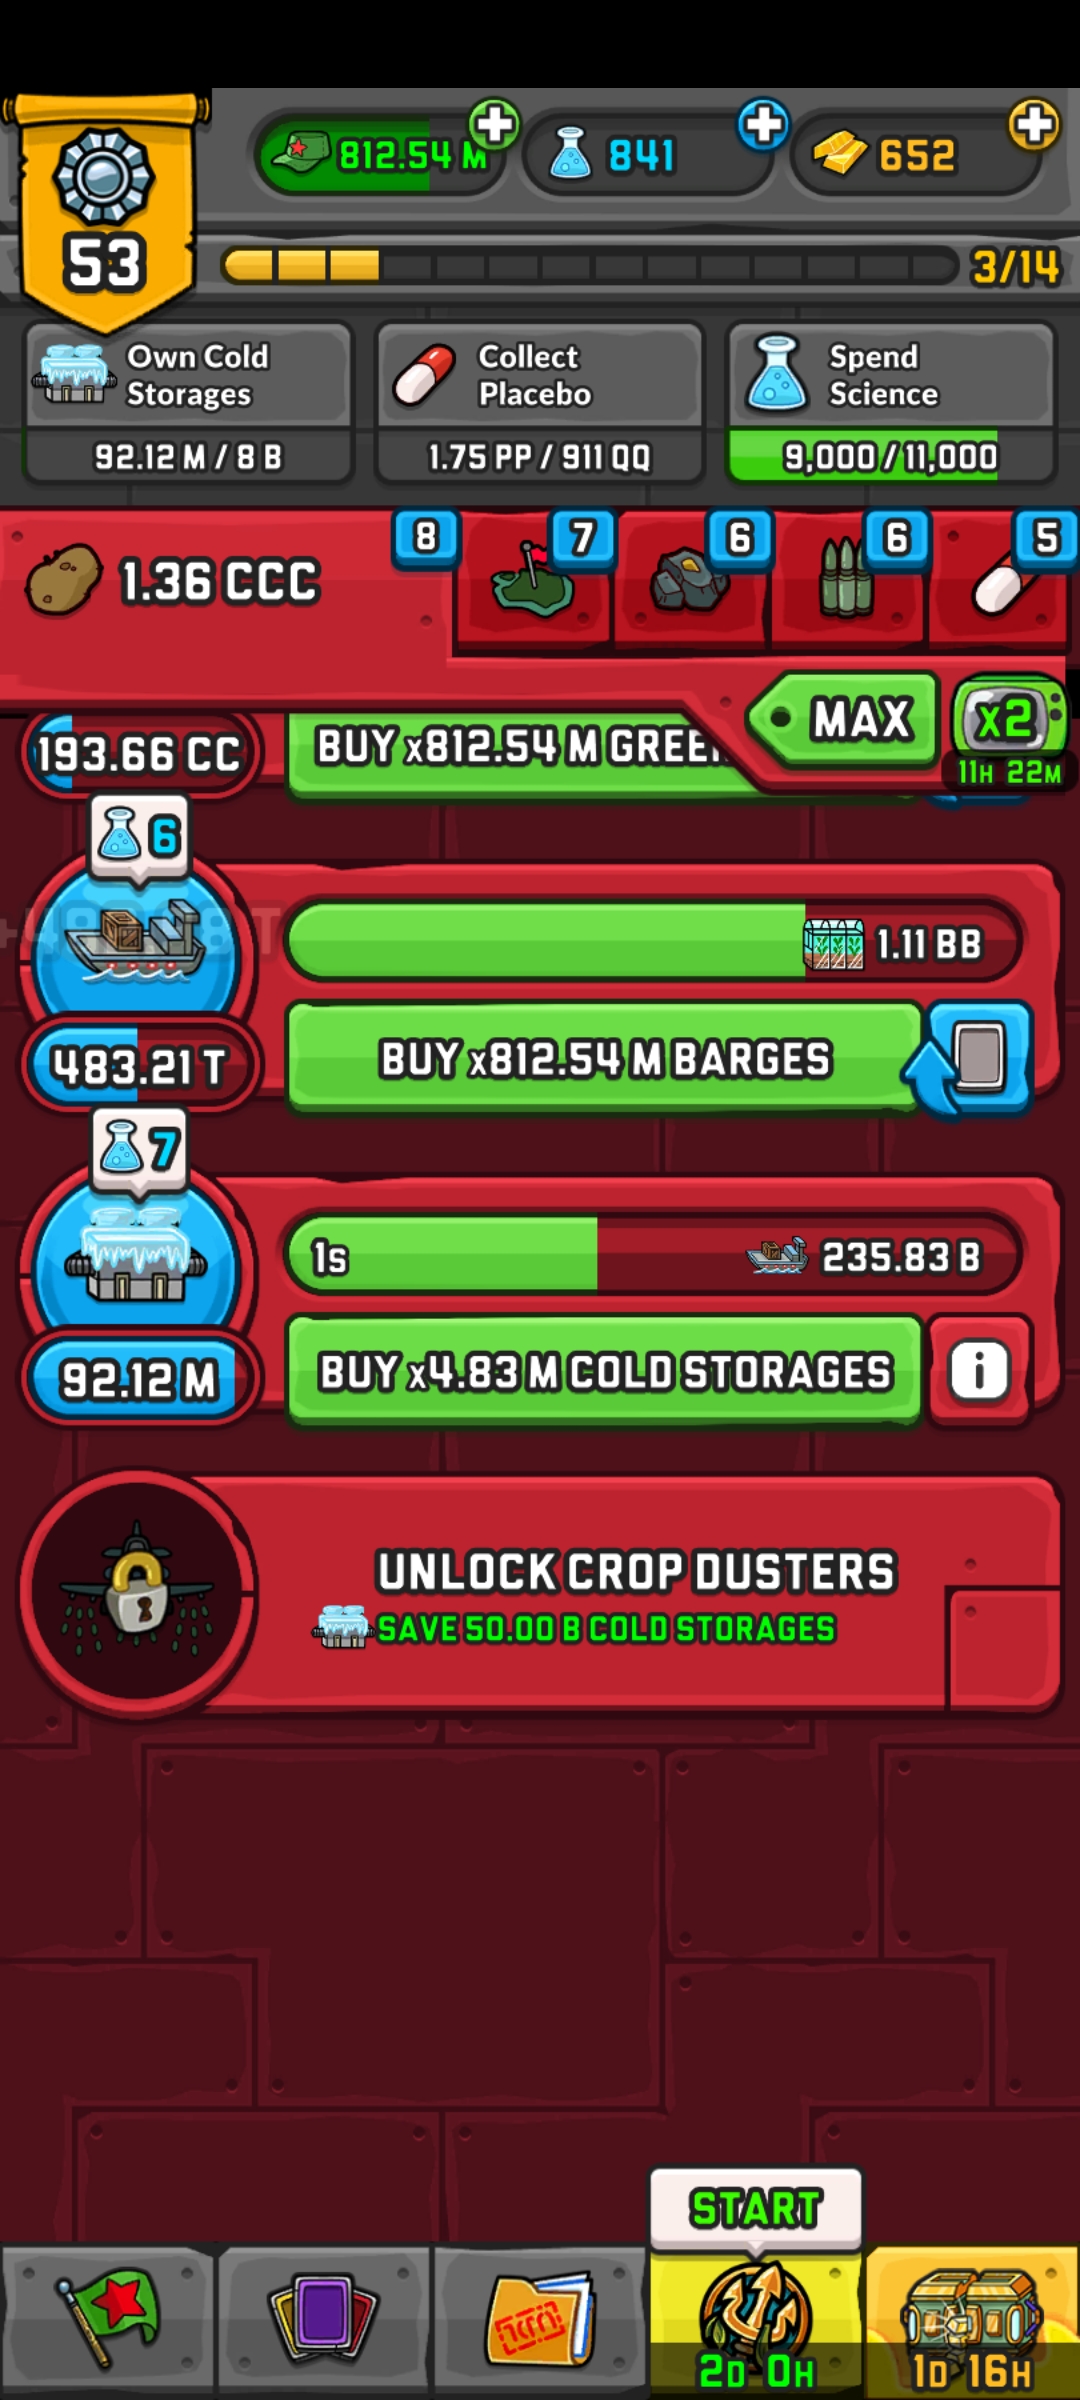 53
812.54 M
841
652
3/14
Own Cold
Storages
92.12 M / 8 B
Collect
Placebo
1.75 PP / 911 QQ
Spend
Science
9,000 / 11,000
1.36 CCC
8
7
6
6
5
MAX
x2
11H 22M
193.66 CC
BUY x812.54 M
6
1.11 BB
483.21 T
BUY x812.54 M BARGES
7
1s
235.83 B
92.12 M
BUY x4.83 M COLD STORAGES
i
UNLOCK CROP DUSTERS
SAVE 50.00 B COLD STORAGES
START
2D 0H
1D 16H